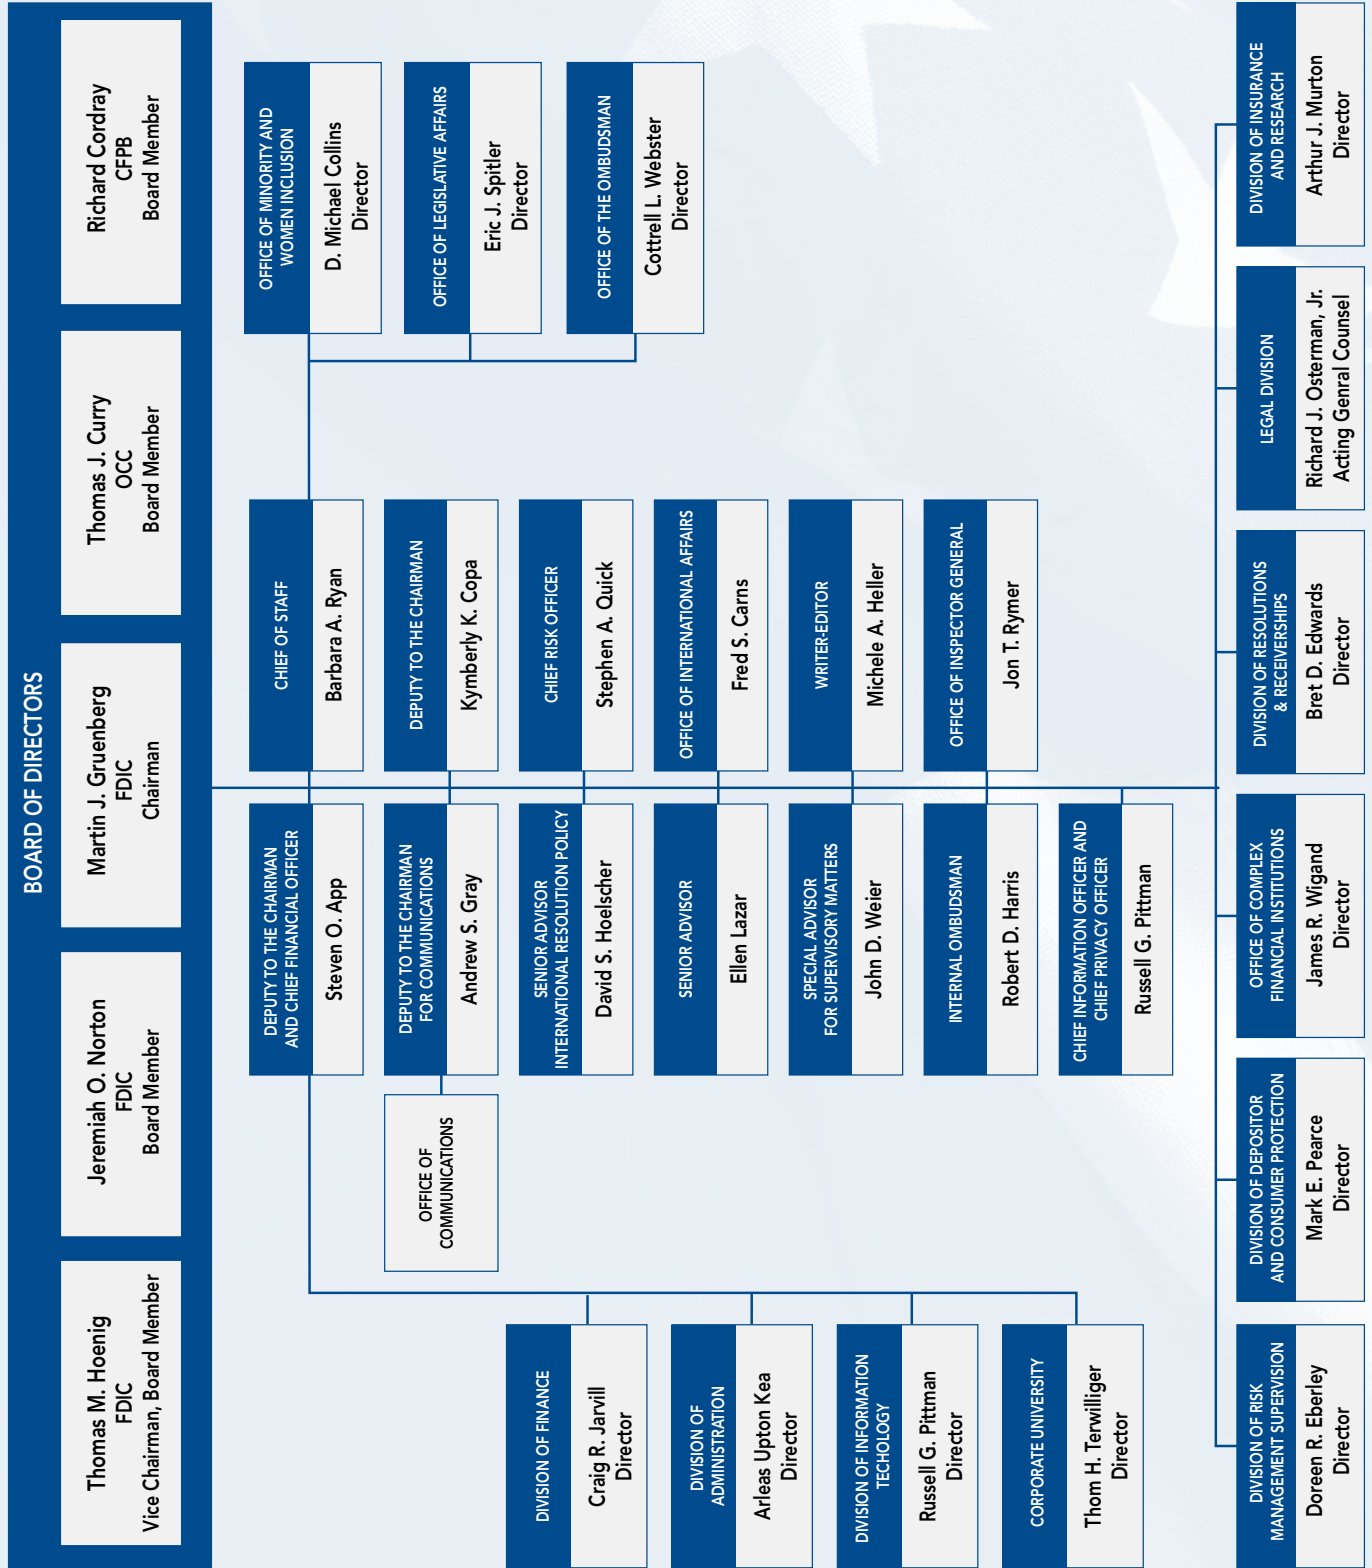 BOARD OF DIRECTORS
Thomas M. Hoenig
FDIC
Vice Chairman, Board Member
Jeremiah O. Norton
FDIC
Board Member
Martin J. Gruenberg
FDIC
Chairman
Thomas J. Curry
OCC
Board Member
Richard Cordray
CFPB
Board Member
DEPUTY TO THE CHAIRMAN
AND CHIEF FINANCIAL OFFICER
Steven O. App
CHIEF OF STAFF
Barbara A. Ryan
OFFICE OF MINORITY AND
WOMEN INCLUSION
D. Michael Collins
Director
OFFICE OF COMMUNICATIONS
DEPUTY TO THE CHAIRMAN
FOR COMMUNICATIONS
Andrew S. Gray
DEPUTY TO THE CHAIRMAN
Kymberly K. Copa
OFFICE OF LEGISLATIVE AFFAIRS
Eric J. Spitler
Director
DIVISION OF FINANCE
Craig R. Jarvill
Director
SENIOR ADVISOR
INTERNATIONAL RESOLUTION POLICY
David S. Hoelscher
CHIEF RISK OFFICER
Stephen A. Quick
OFFICE OF THE OMBUDSMAN
Cottrell L. Webster
Director
DIVISION OF
ADMINISTRATION
Arleas Upton Kea
Director
SENIOR ADVISOR
Ellen Lazar
OFFICE OF INTERNATIONAL AFFAIRS
Fred S. Carns
DIVISION OF INFORMATION
TECHOLOGY
Russell G. Pittman
Director
SPECIAL ADVISOR
FOR SUPERVISORY MATTERS
John D. Weier
WRITER-EDITOR
Michele A. Heller
CORPORATE UNIVERSITY
Thom H. Terwilliger
Director
INTERNAL OMBUDSMAN
Robert D. Harris
OFFICE OF INSPECTOR GENERAL
Jon T. Rymer
CHIEF INFORMATION OFFICER AND
CHIEF PRIVACY OFFICER
Russell G. Pittman
DIVISION OF RISK
MANAGEMENT SUPERVISION
Doreen R. Eberley
Director
DIVISION OF DEPOSITOR
AND CONSUMER PROTECTION
Mark E. Pearce
Director
OFFICE OF COMPLEX
FINANCIAL INSTITUTIONS
James R. Wigand
Director
DIVISION OF RESOLUTIONS
& RECEIVERSHIPS
Bret D. Edwards
Director
LEGAL DIVISION
Richard J. Osterman, Jr.
Acting Genral Counsel
DIVISION OF INSURANCE
AND RESEARCH
Arthur J. Murton
Director